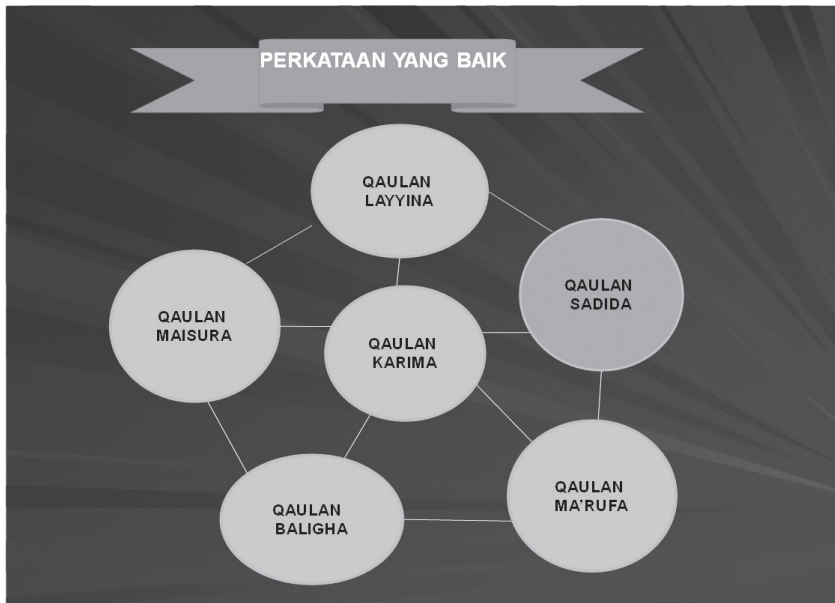 PERKATAAN YANG BAIK
QAULAN
LAYYINA
QAULAN
SADIDA
QAULAN
MAISURA
QAULAN
KARIMA
QAULAN
MA'RUFA
QAULAN
BALIGHA